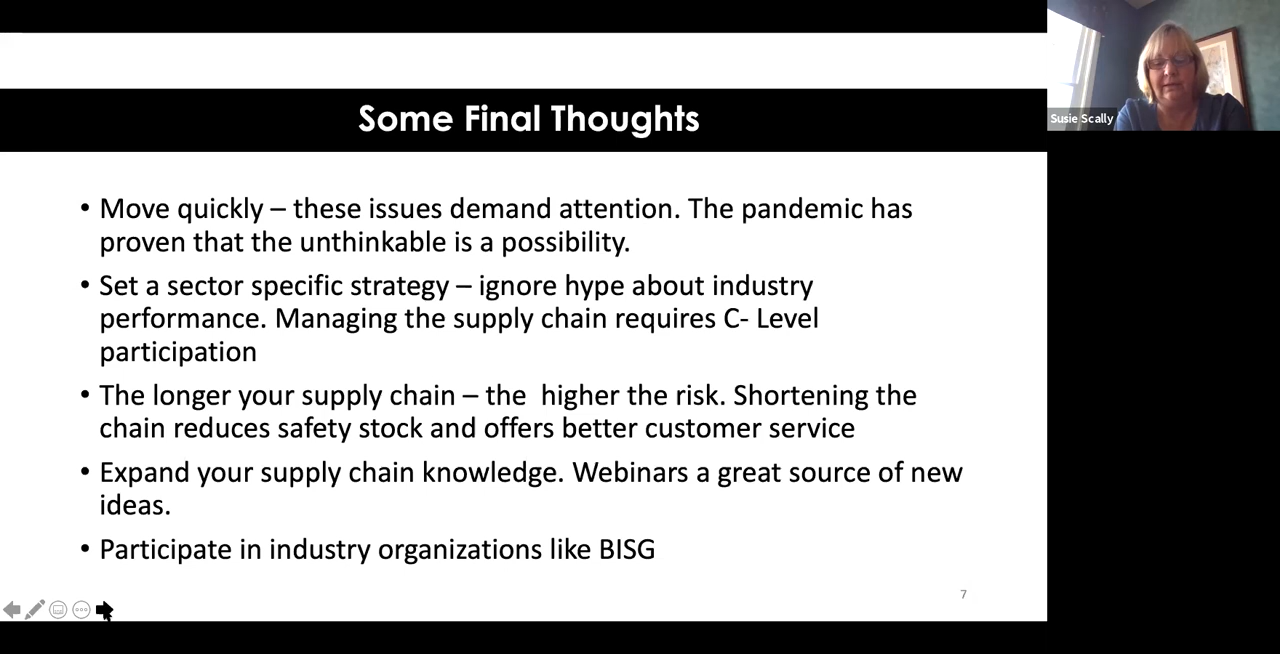 Some Final Thoughts
Susie Scally
• Move quickly – these issues demand attention. The pandemic has
proven that the unthinkable is a possibility.
• Set a sector specific strategy – ignore hype about industry
performance. Managing the supply chain requires C- Level
participation
• The longer your supply chain – the  higher the risk. Shortening the
chain reduces safety stock and offers better customer service
• Expand your supply chain knowledge. Webinars a great source of new
ideas.
• Participate in industry organizations like BISG
7